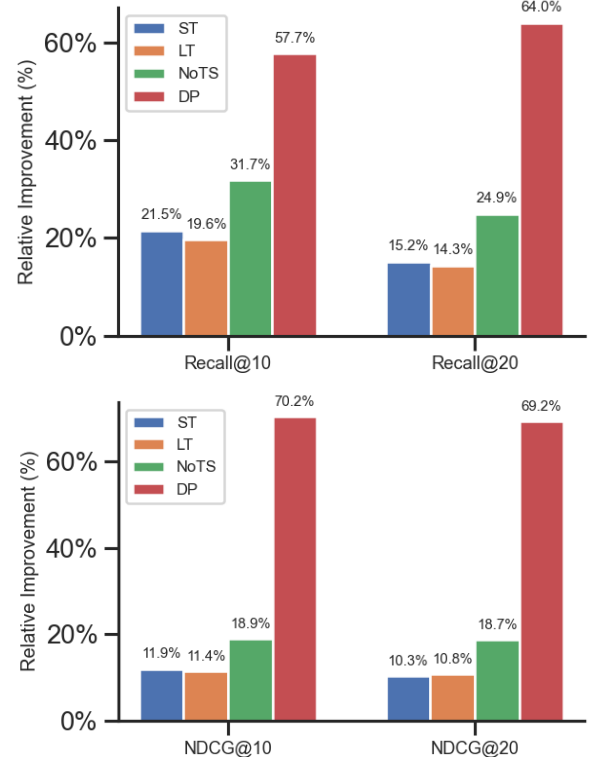 64.0%
60%
57.7%
ST
LT
NoTS
DP
Relative Improvement (%)
40%
31.7%
24.9%
21.5%
19.6%
20%
15.2%
14.3%
0%
Recall@10
Recall@20
70.2%
69.2%
ST
LT
NoTS
DP
Relative Improvement (%)
60%
40%
20%
18.9%
18.7%
11.9%
11.4%
10.3%
10.8%
0%
NDCG@10
NDCG@20